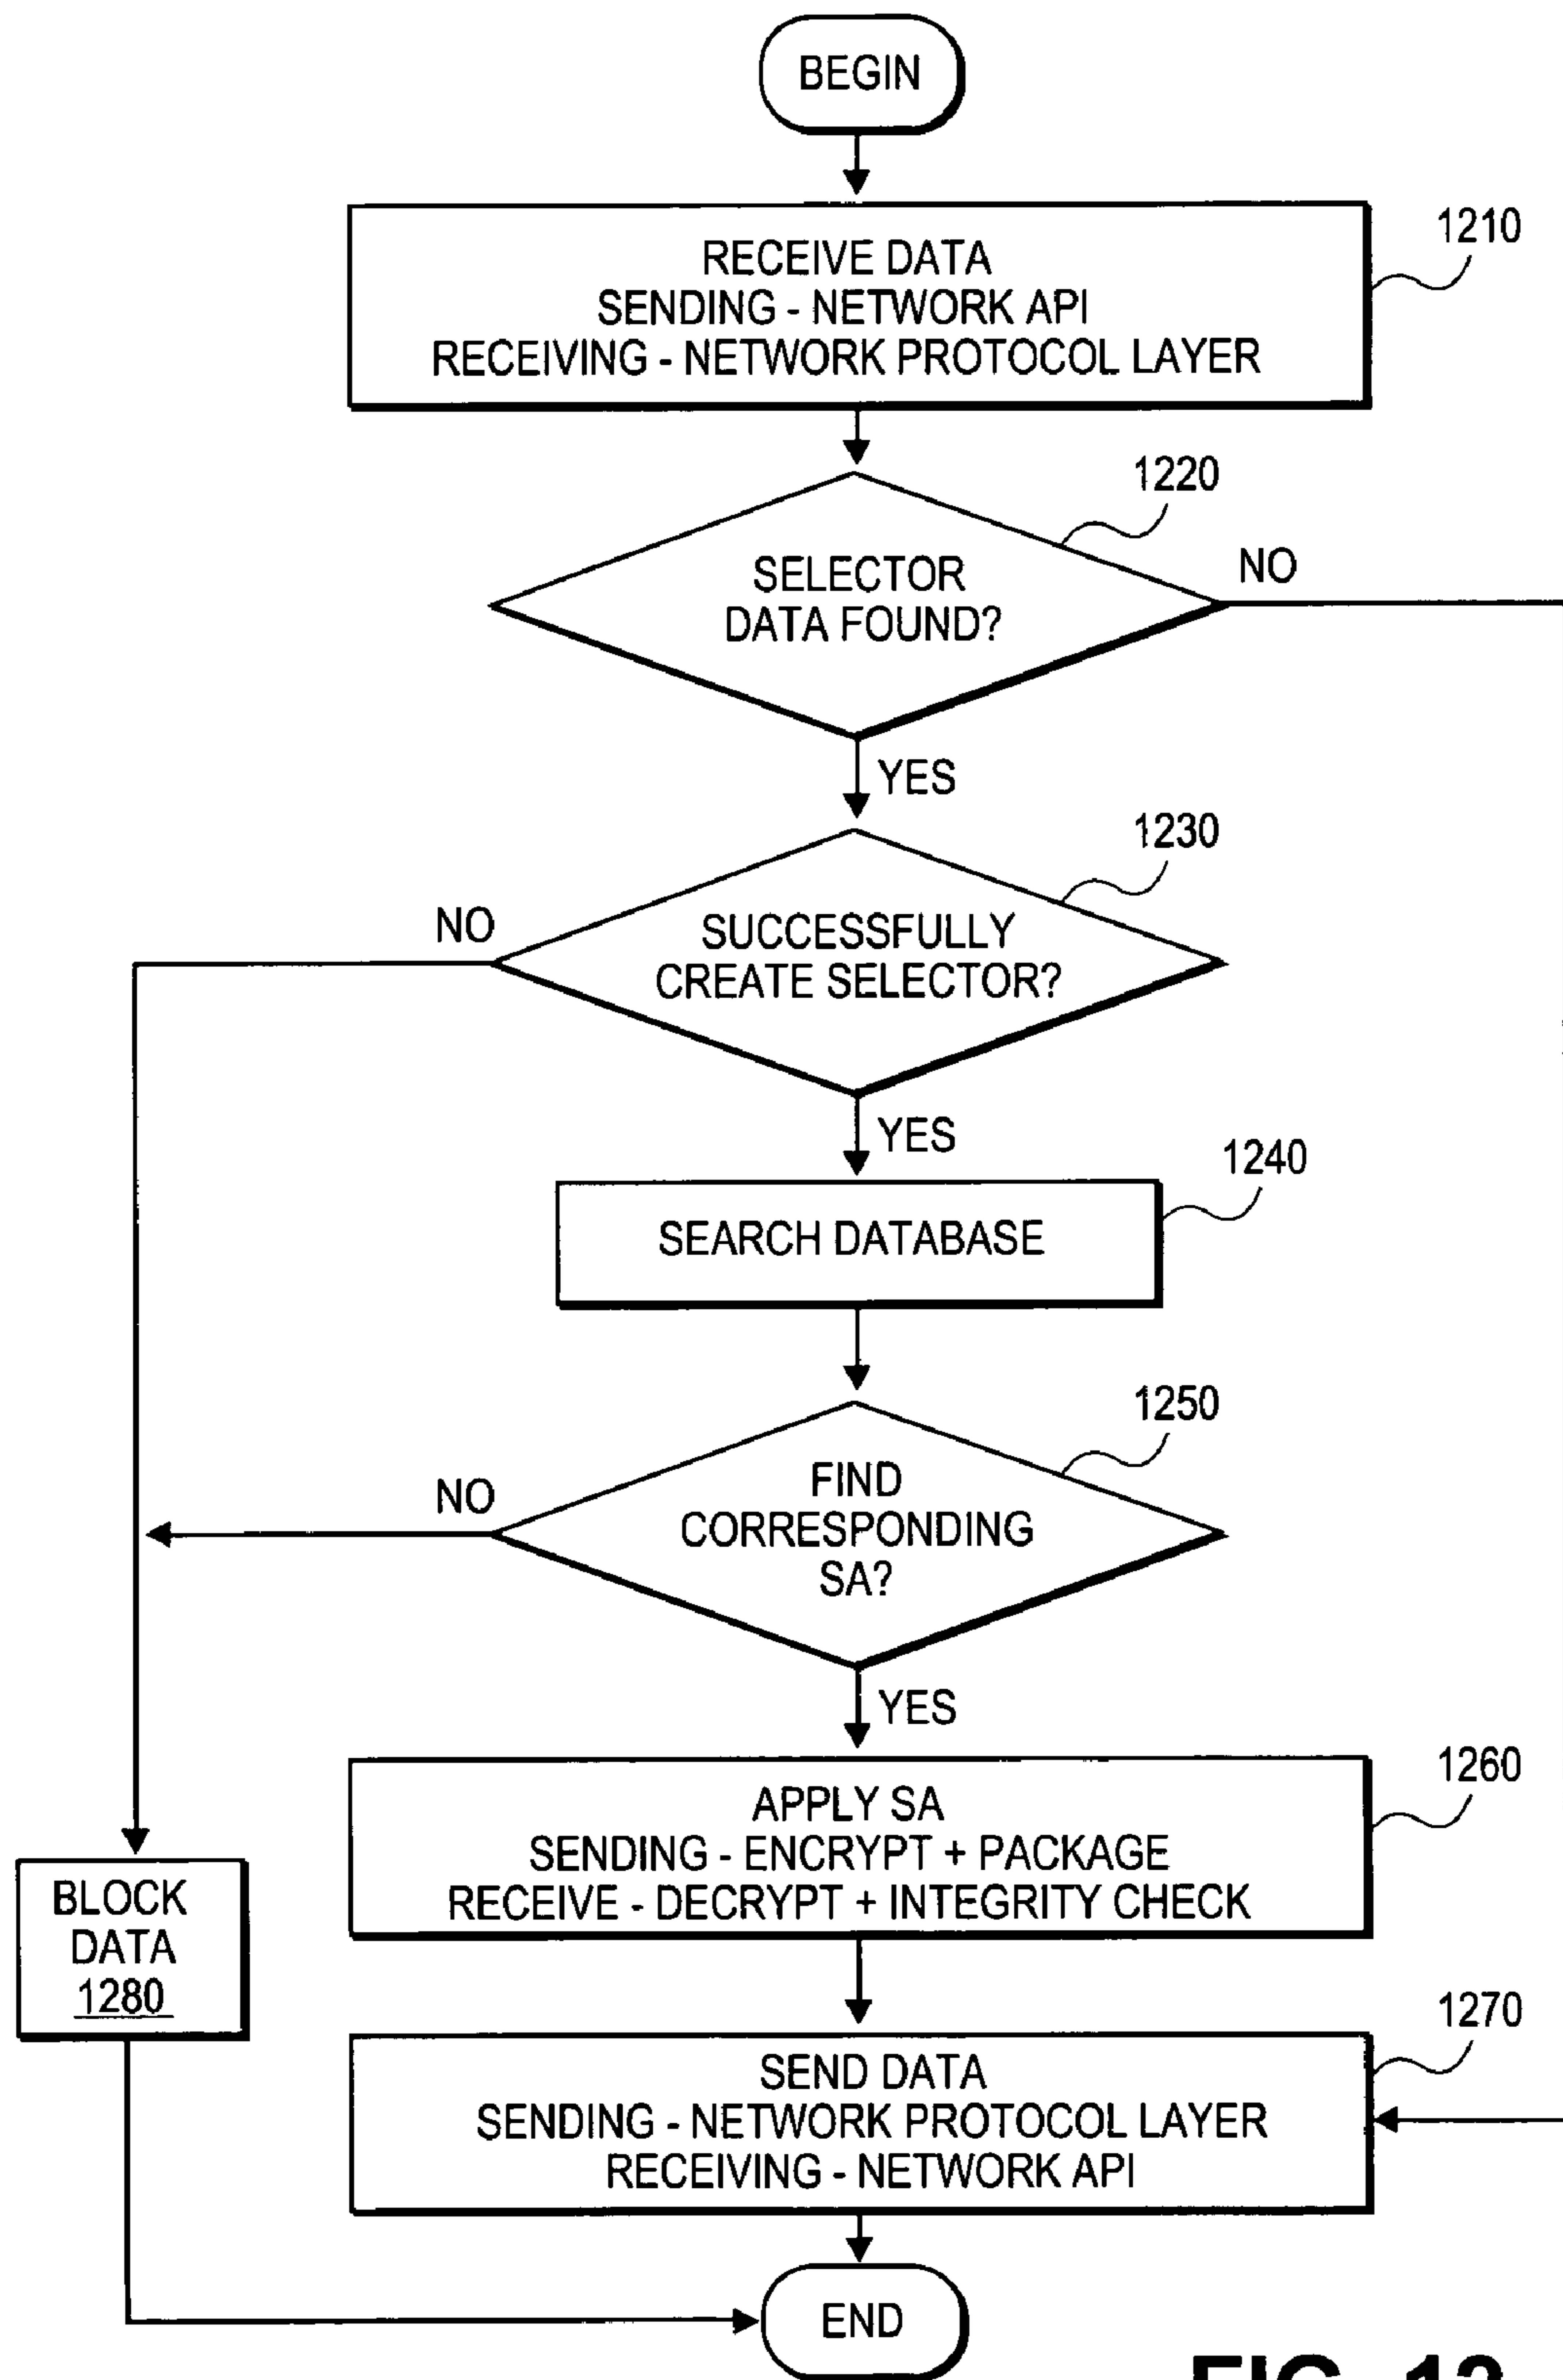 BEGIN
RECEIVE DATA
SENDING - NETWORK API
RECEIVING - NETWORK PROTOCOL LAYER
1210
SELECTOR
DATA FOUND?
1220
NO
YES
SUCCESSFULLY
CREATE SELECTOR?
1230
NO
YES
SEARCH DATABASE
1240
FIND
CORRESPONDING
SA?
1250
NO
YES
APPLY SA
SENDING - ENCRYPT + PACKAGE
RECEIVE - DECRYPT + INTEGRITY CHECK
1260
BLOCK
DATA
1280
SEND DATA
SENDING - NETWORK PROTOCOL LAYER
RECEIVING - NETWORK API
1270
END
FIG. 12